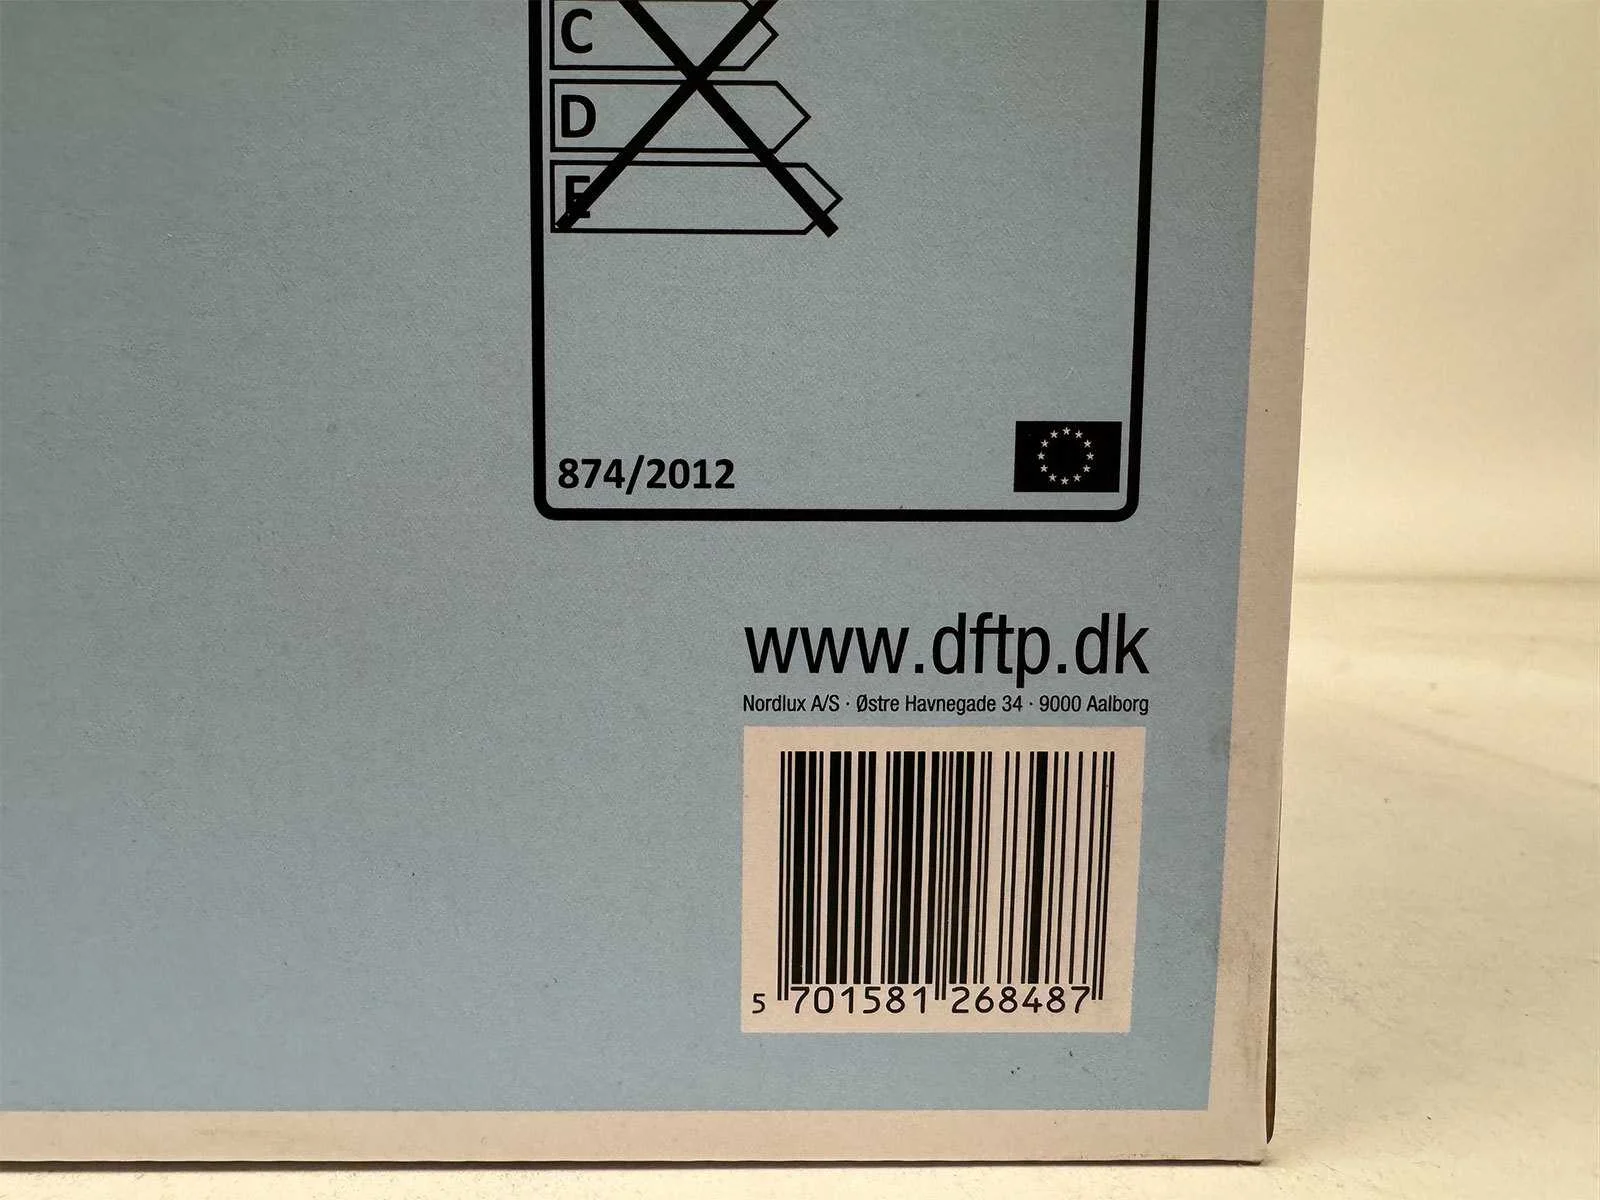 C
D
E
874/2012
www.dftp.dk
Nordlux A/S · Østre Havnegade 34 · 9000 Aalborg
5 701581 268487